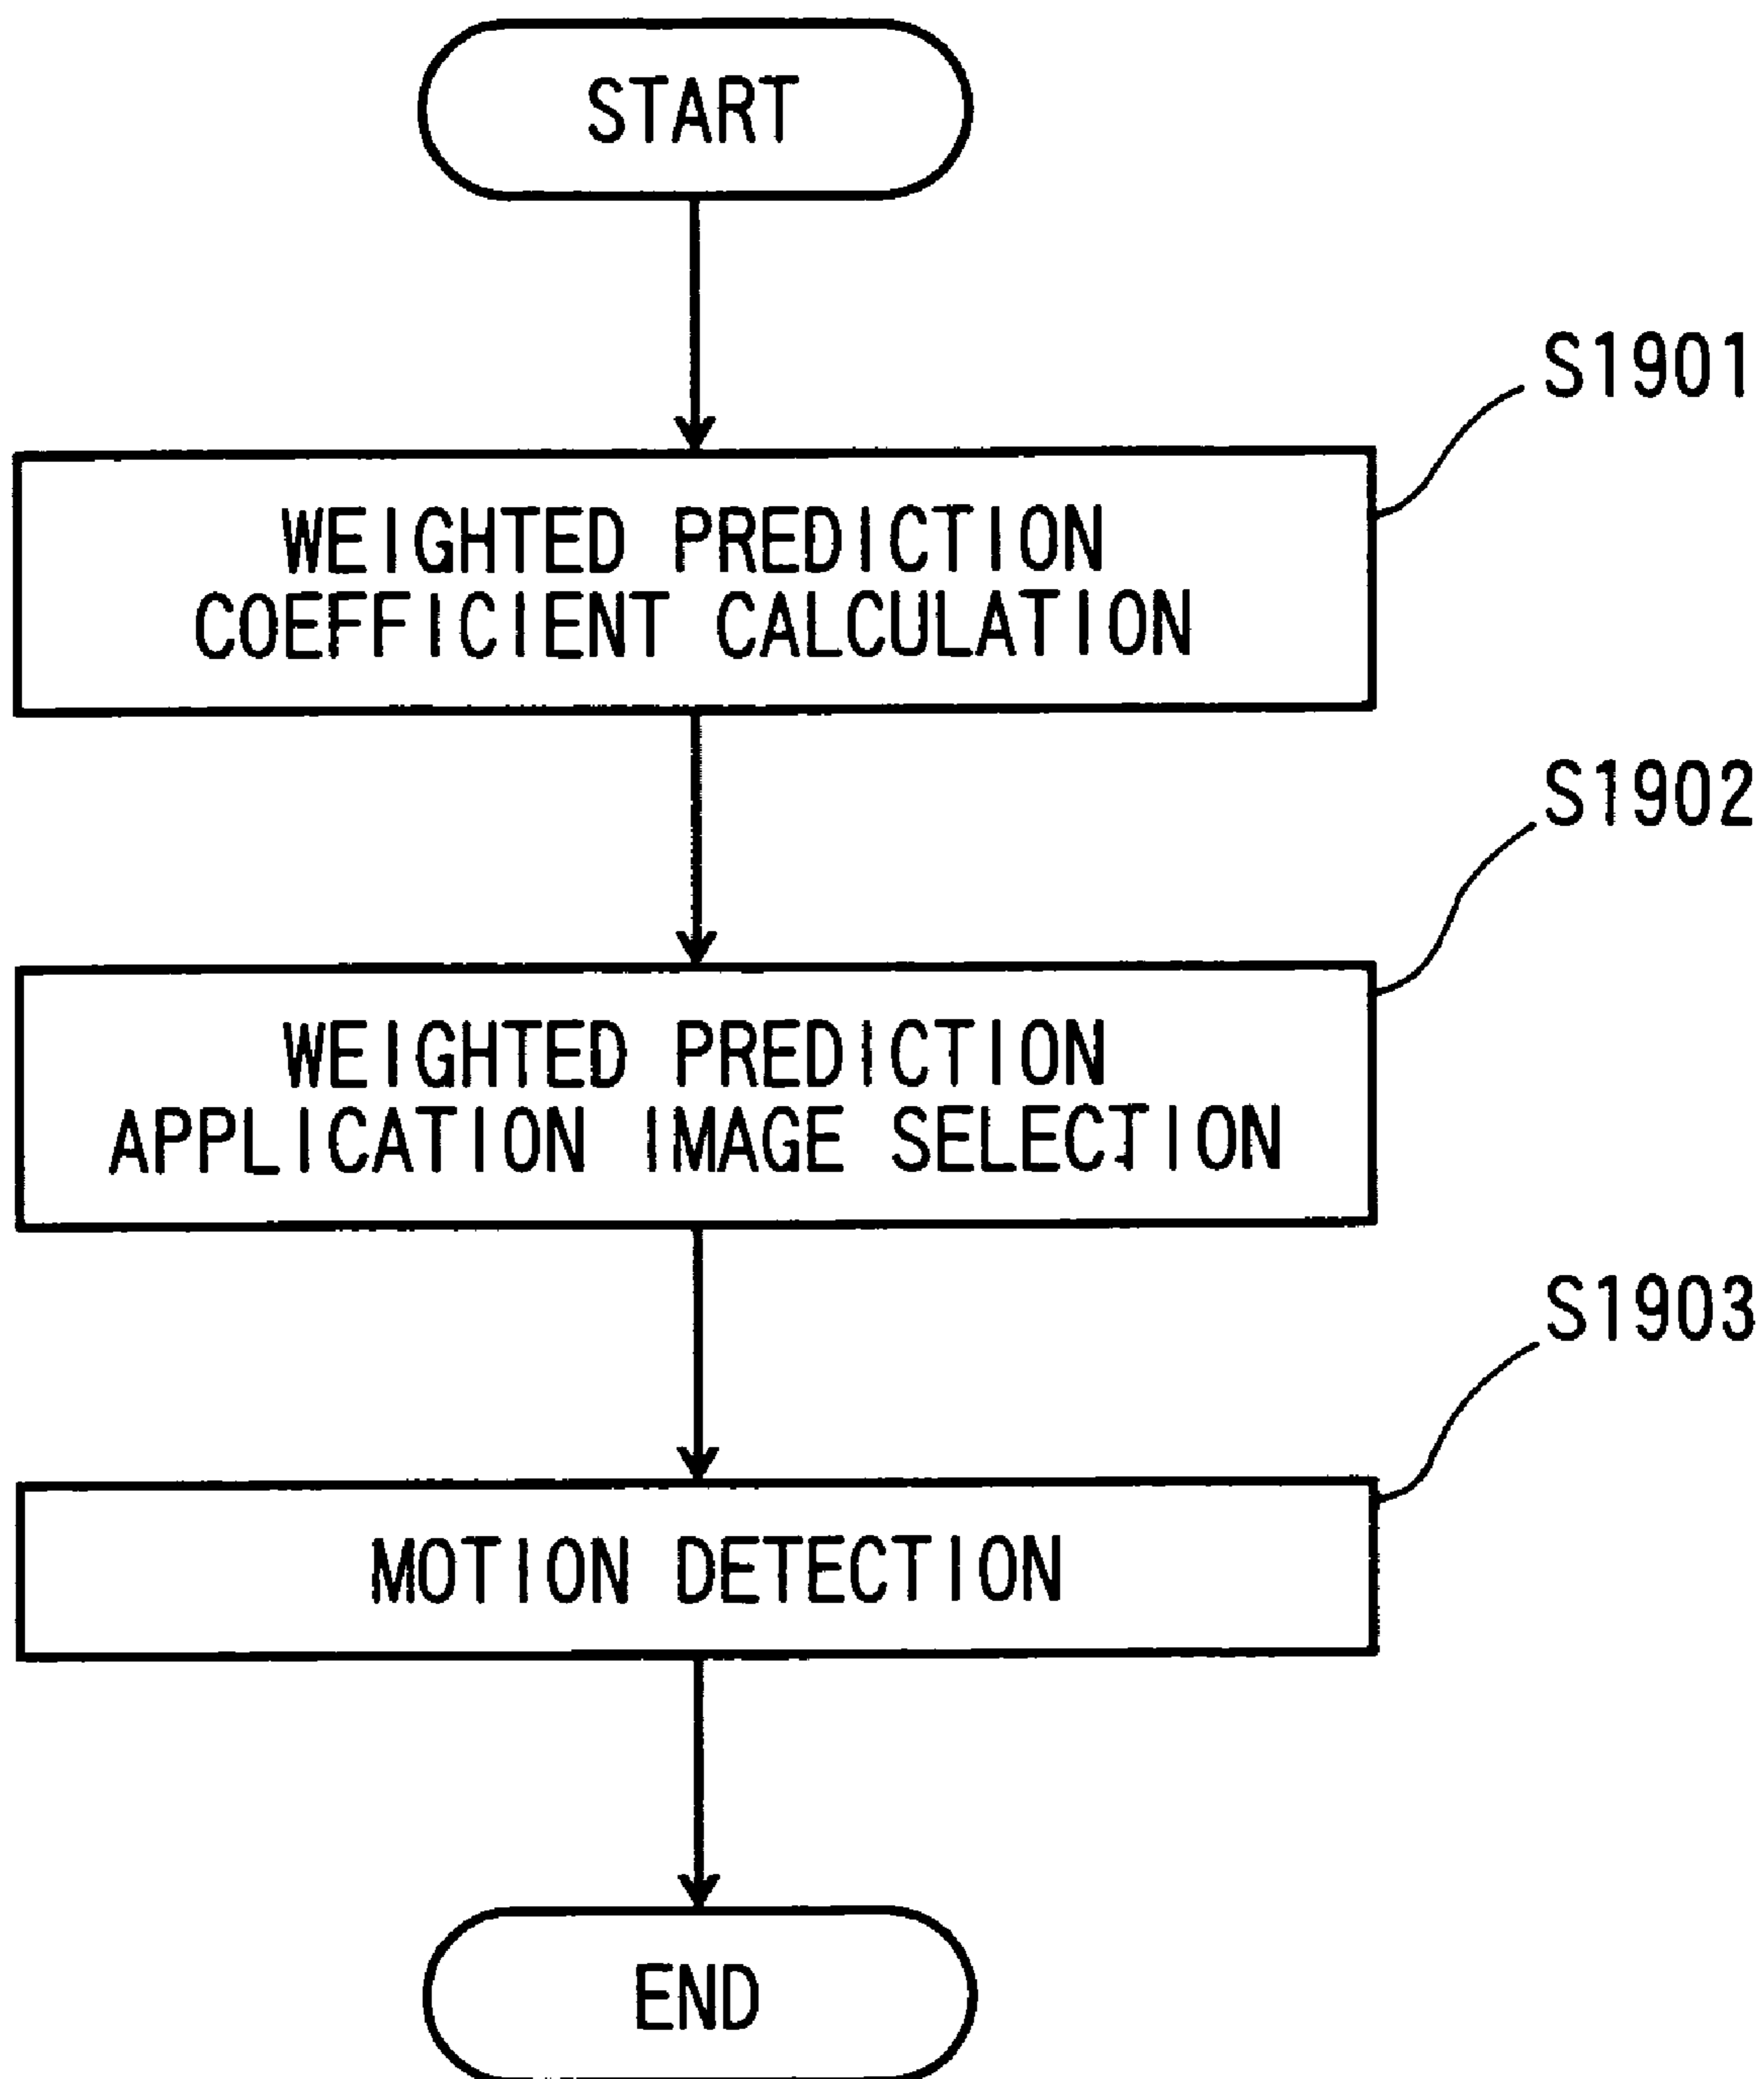 START
S1901
WEIGHTED PREDICTION
COEFFICIENT CALCULATION
S1902
WEIGHTED PREDICTION
APPLICATION IMAGE SELECTION
S1903
MOTION DETECTION
END